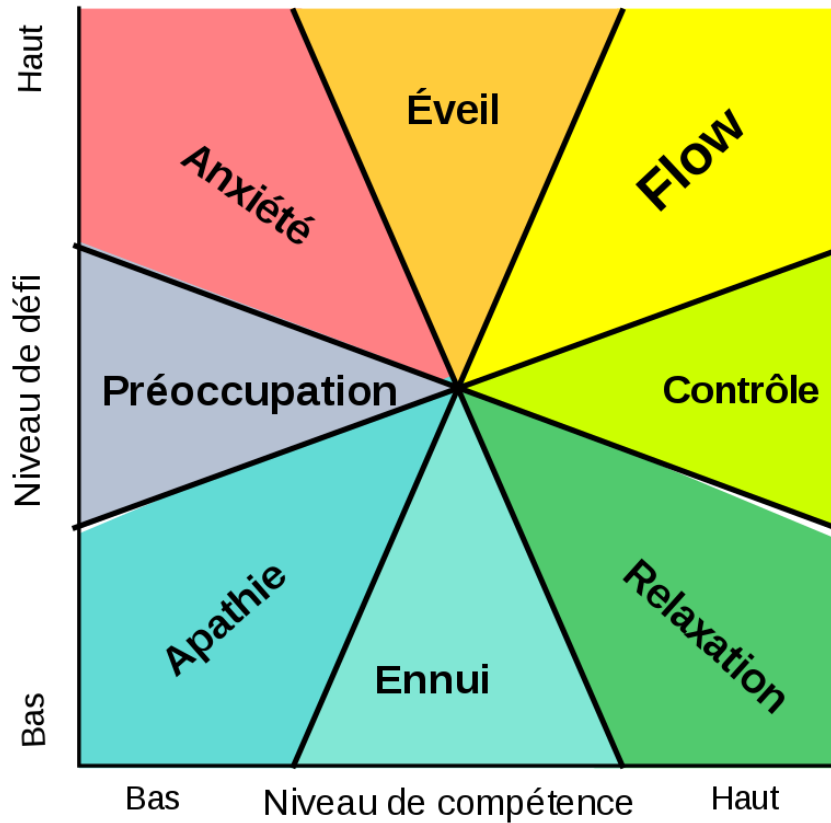 Haut
Éveil
Flow
Anxiété
Niveau de défi
Préoccupation
Contrôle
Apathie
Relaxation
Ennui
Bas
Bas
Niveau de compétence
Haut